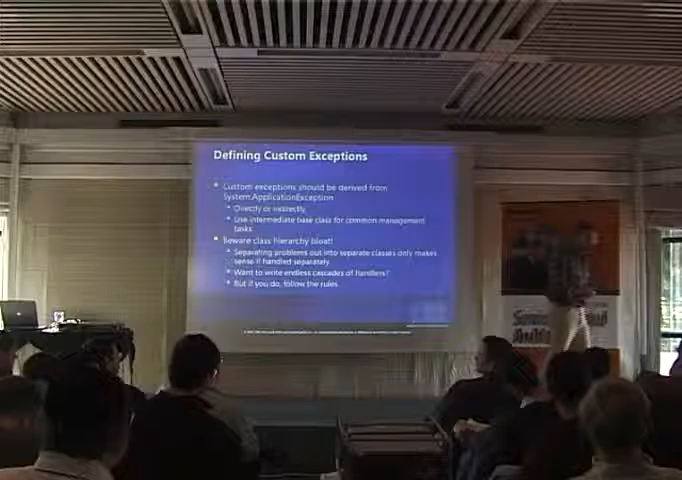 Defining Custom Exceptions
Custom exceptions should be derived from
System.ApplicationException
Directly or indirectly
Use intermediate base class for common management
tasks
Beware class hierarchy bloat!
Separating problems out into separate classes only makes
sense if handled separately
Want to write endless cascades of handlers?
But if you do, follow the rules